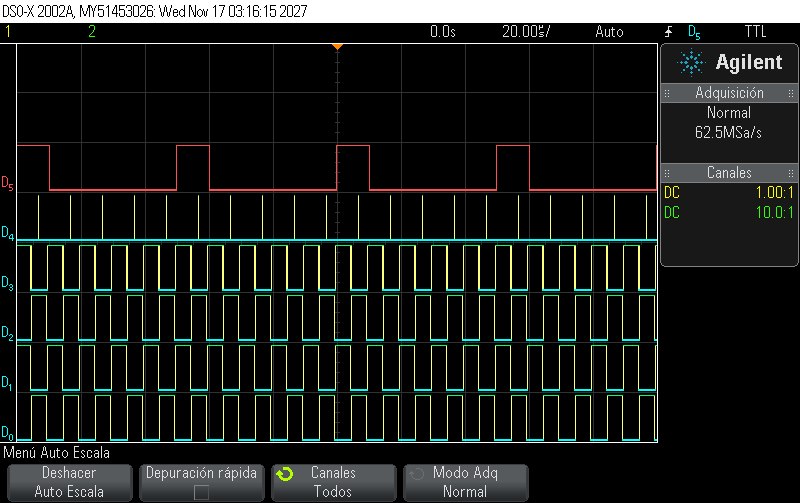 DSO-X 2002A, MY51453026: Wed Nov 17 03:16:15 2027
1 2 0.0s 20.00㎲/ Auto D5 TTL
Agilent
Adquisición
Normal
62.5MSa/s
Canales
DC 1.00:1
DC 10.0:1
D5
D4
D3
D2
D1
D0
Menú Auto Escala
Deshacer
Auto Escala
Depuración rápida
Canales
Todos
Modo Adq
Normal